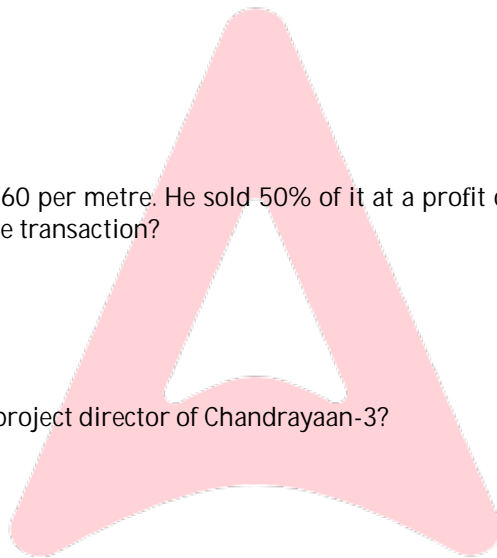 60 per metre. He sold 50% of it at a profit
e transaction?
project director of Chandrayaan-3?